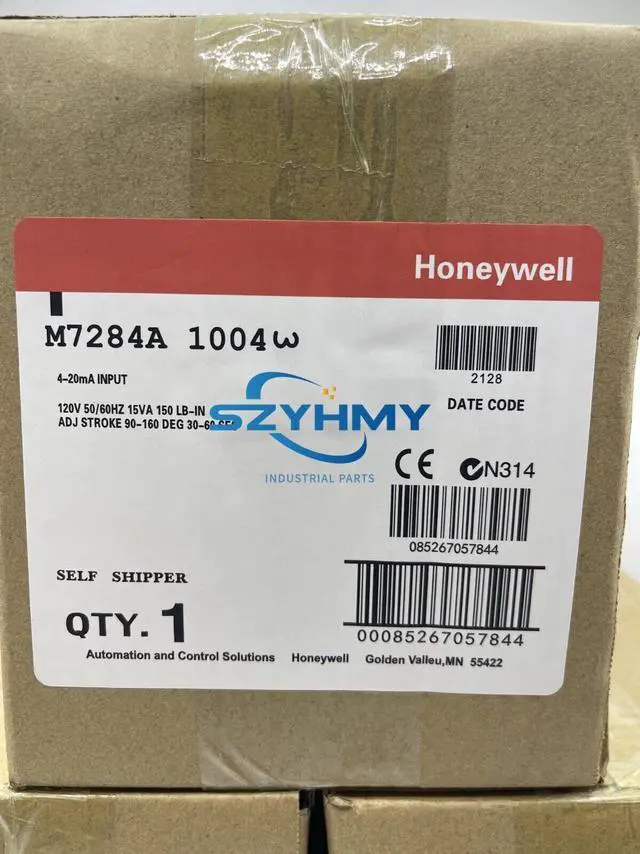 Honeywell
M7284A 1004ω
4-20mA INPUT
2128
120V 50/60HZ 15VA 150 LB-IN
DATE CODE
ADJ STROKE 90-160 DEG 30-60
SZYHMY
INDUSTRIAL PARTS
CE N314
085267057844
SELF SHIPPER
QTY. 1
00085267057844
Automation and Control Solutions Honeywell Golden Valleu,MN 55422